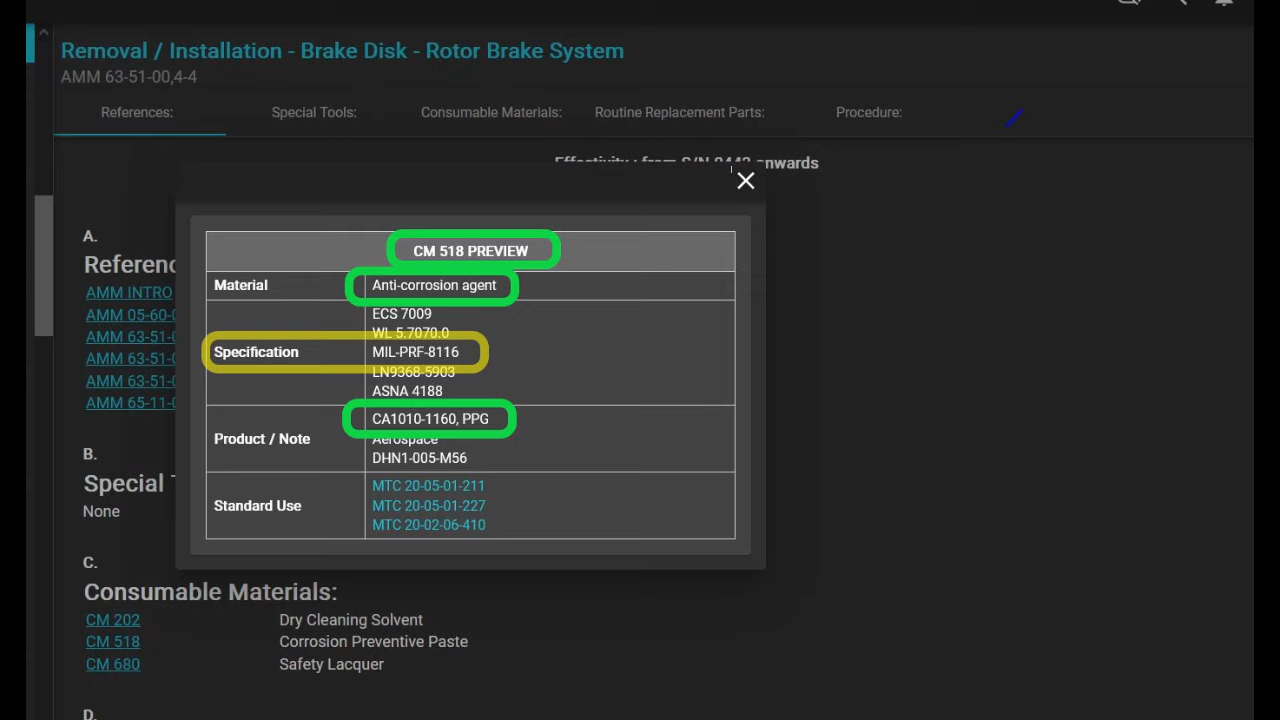 Removal / Installation - Brake Disk - Rotor Brake System
AMM 63-51-00,4-4
References: Special Tools: Consumable Materials: Routine Replacement Parts: Procedure:
Effectivity : from S/N 0443 onwards
A.
Referenc
AMM INTRO
AMM 05-60-0
AMM 63-51-0
AMM 63-51-0
AMM 63-51-0
AMM 65-11-0
CM 518 PREVIEW
Material Anti-corrosion agent
ECS 7009
WL 5.7070.0
Specification MIL-PRF-8116
LN9368-5903
ASNA 4188
CA1010-1160, PPG
Product / Note Aerospace
DHN1-005-M56
MTC 20-05-01-211
Standard Use MTC 20-05-01-227
MTC 20-02-06-410
B.
Special T
None
C.
Consumable Materials:
CM 202 Dry Cleaning Solvent
CM 518 Corrosion Preventive Paste
CM 680 Safety Lacquer
D.